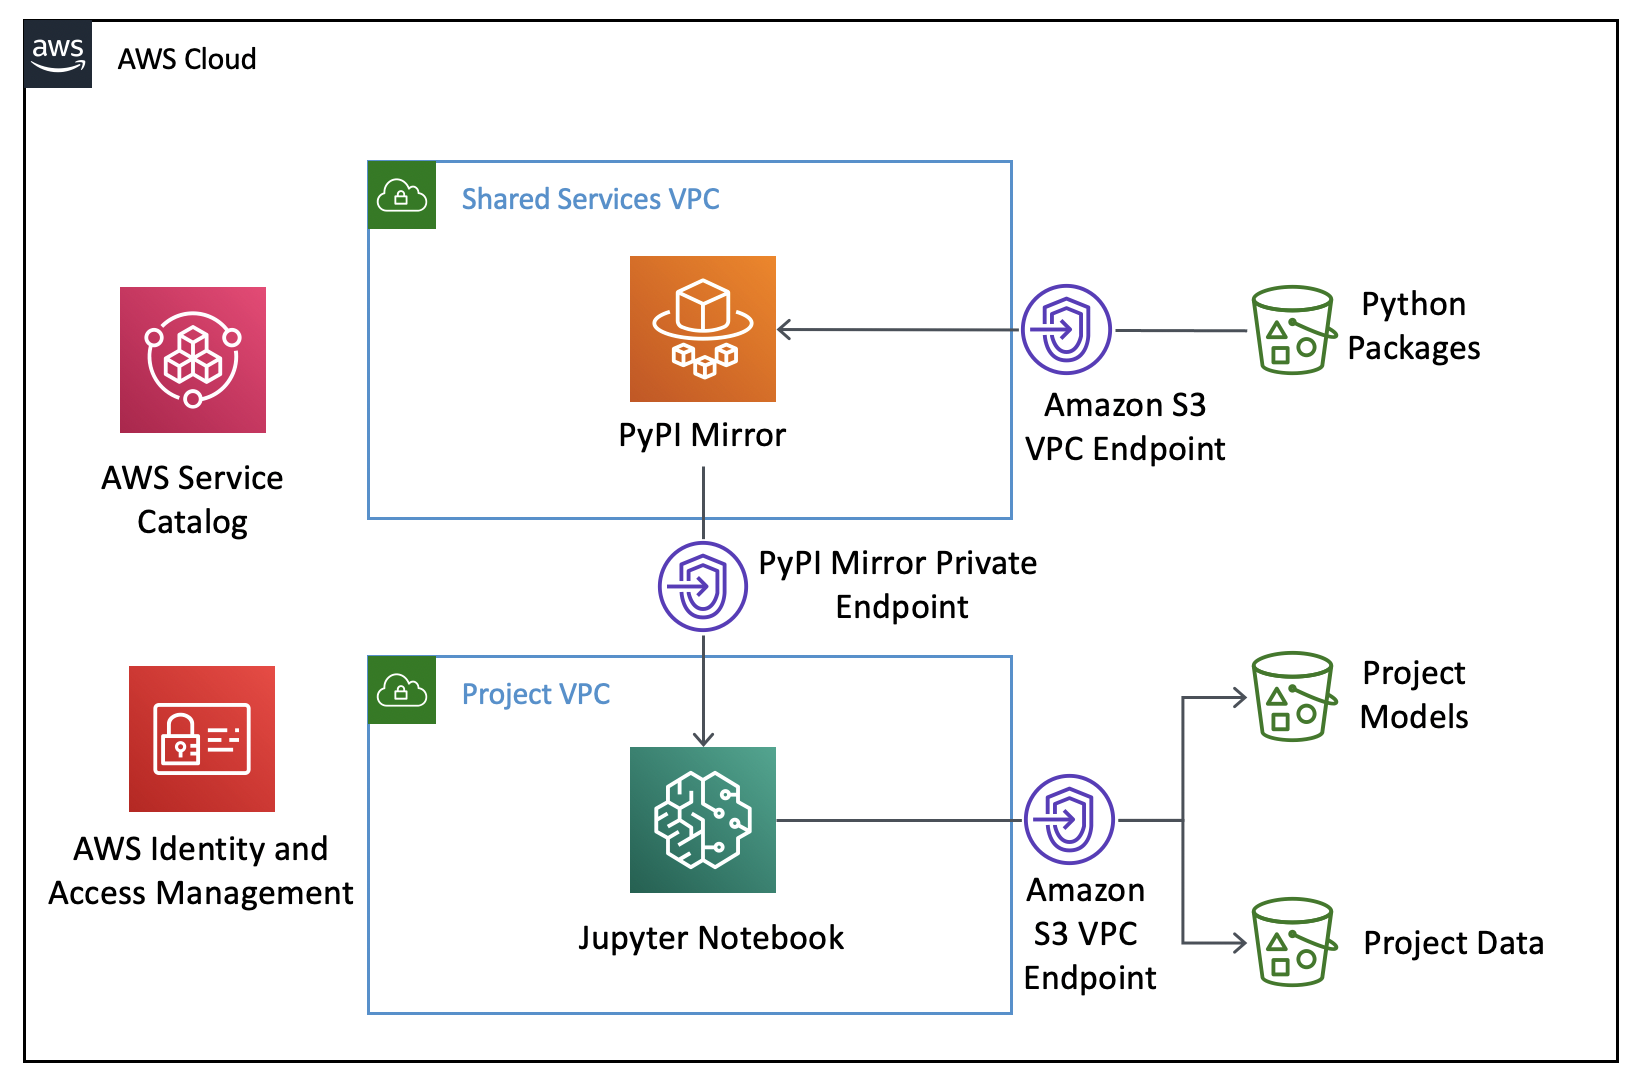 aws
AWS Cloud
Shared Services VPC
Python
Packages
PyPI Mirror
Amazon S3
VPC Endpoint
AWS Service
Catalog
PyPI Mirror Private
Endpoint
Project VPC
Project
Models
AWS Identity and
Access Management
Jupyter Notebook
Amazon
S3 VPC
Endpoint
Project Data